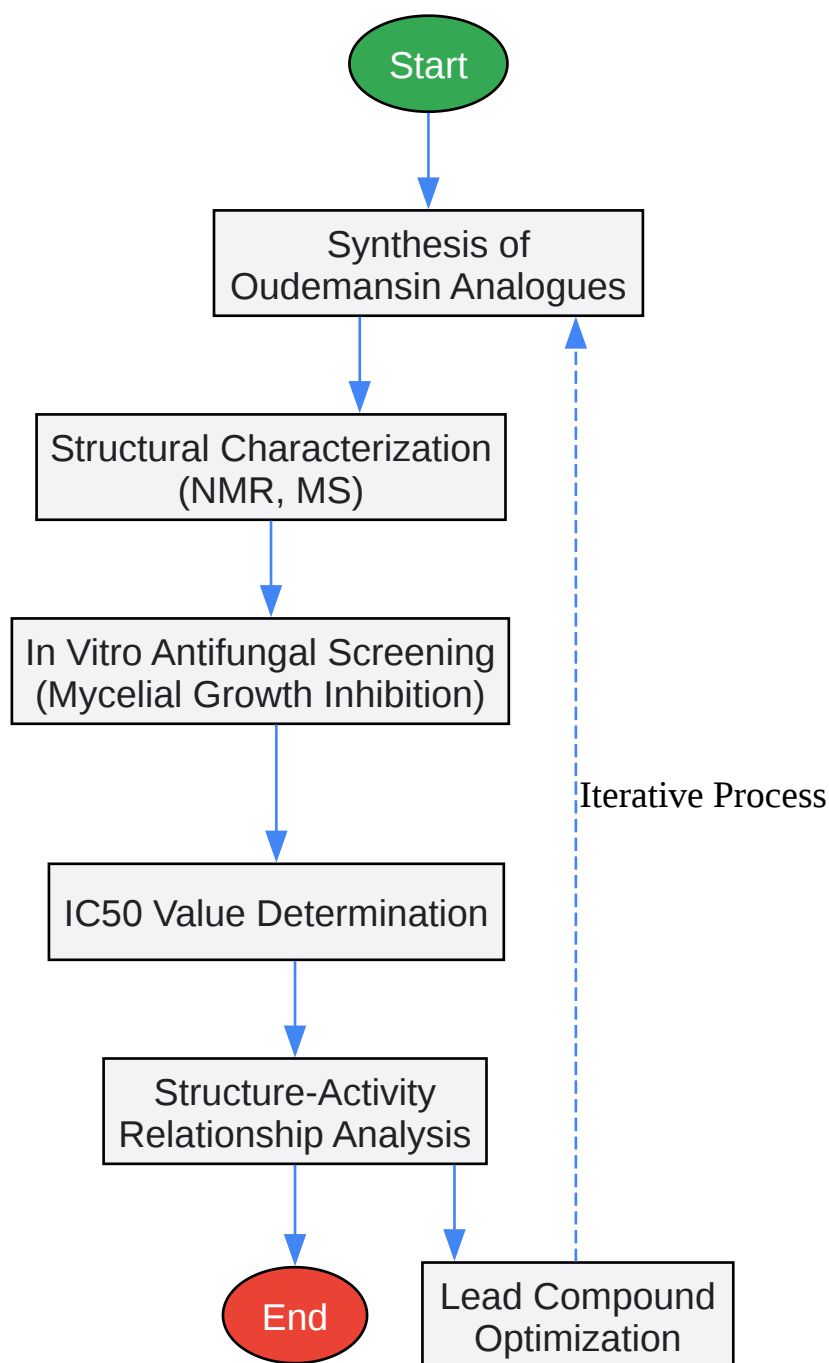 Start
Synthesis of
Oudemansin Analogues
Structural Characterization
(NMR, MS)
In Vitro Antifungal Screening
(Mycelial Growth Inhibition)
Iterative Process
IC50 Value Determination
Structure-Activity
Relationship Analysis
End
Lead Compound
Optimization